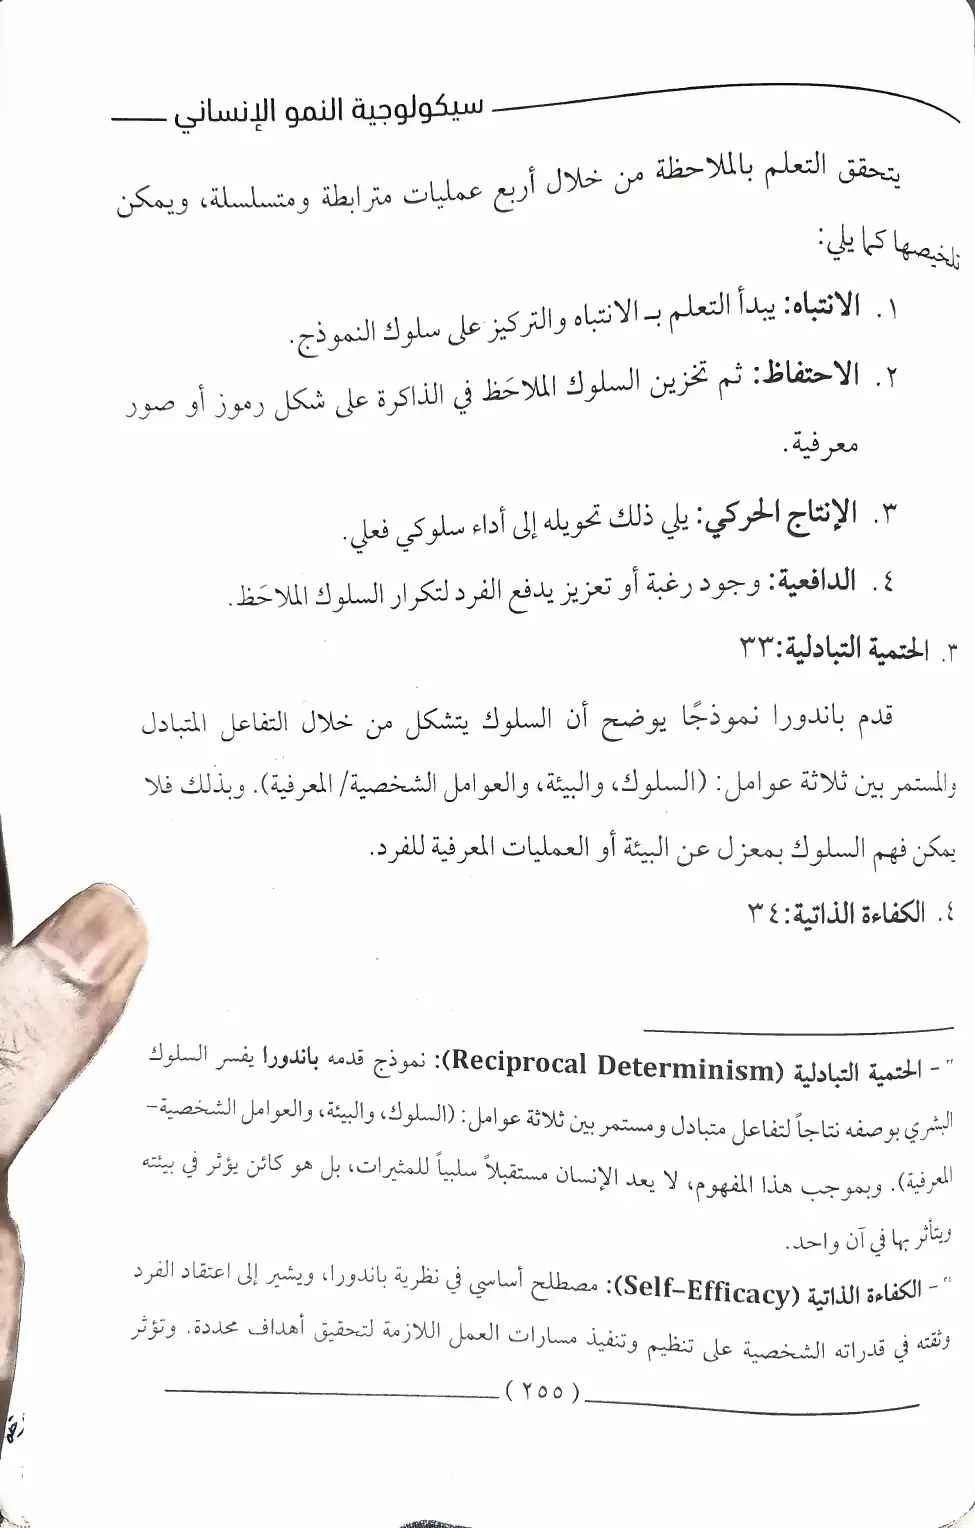 سيكولوجية النمو الإنساني
يتحقق التعلم بالملاحظة من خلال أربع عمليات مترابطة ومتسلسلة، ويمكن
تلخيصها كما يلي:
١. الانتباه: يبدأ التعلم بـ الانتباه والتركيز على سلوك النموذج.
٢. الاحتفاظ: ثم تخزين السلوك الملاحَظ في الذاكرة على شكل رموز أو صور
معرفية.
٣. الإنتاج الحركي: يلي ذلك تحويله إلى أداء سلوكي فعلي.
٤. الدافعية: وجود رغبة أو تعزيز يدفع الفرد لتكرار السلوك الملاحَظ.
٣. الحتمية التبادلية:٣٣
قدم باندورا نموذجًا يوضح أن السلوك يتشكل من خلال التفاعل المتبادل
والمستمر بين ثلاثة عوامل: (السلوك، والبيئة، والعوامل الشخصية/ المعرفية). وبذلك فلا
يمكن فهم السلوك بمعزل عن البيئة أو العمليات المعرفية للفرد.
٤. الكفاءة الذاتية:٣٤
- الحتمية التبادلية (Reciprocal Determinism): نموذج قدمه باندورا يفسر السلوك
البشري بوصفه نتاجاً لتفاعل متبادل ومستمر بين ثلاثة عوامل: (السلوك، والبيئة، والعوامل الشخصية-
المعرفية). وبموجب هذا المفهوم، لا يعد الإنسان مستقبلاً سلبياً للمثيرات، بل هو كائن يؤثر في بيئته
ويتأثر بها في آن واحد.
- الكفاءة الذاتية (Self-Efficacy): مصطلح أساسي في نظرية باندورا، ويشير إلى اعتقاد الفرد
وثقته في قدراته الشخصية على تنظيم وتنفيذ مسارات العمل اللازمة لتحقيق أهداف محددة. وتؤثر
(٢٥٥)